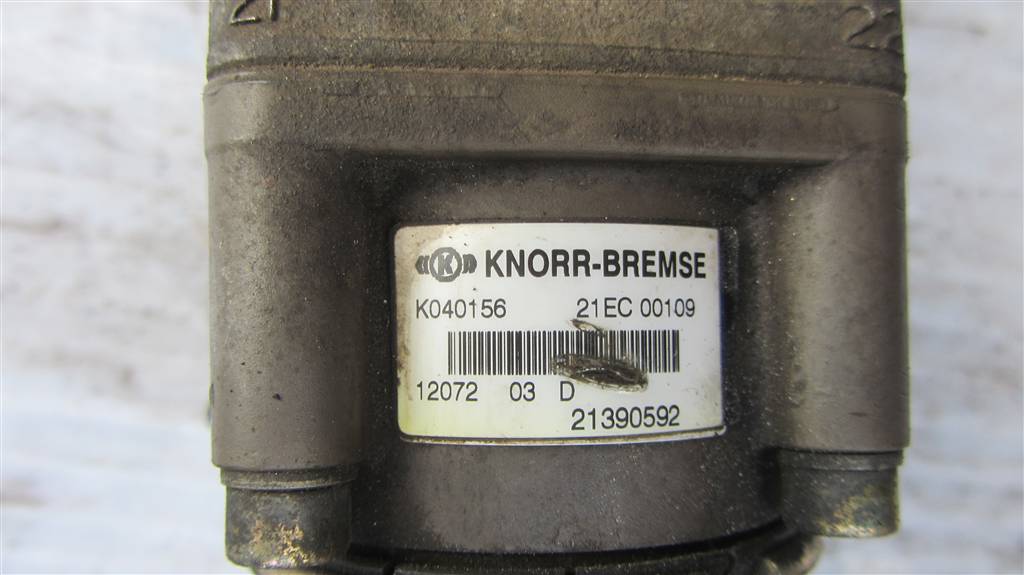 KNORR-BREMSE
K040156 21EC 00109
12072 03 D
21390592